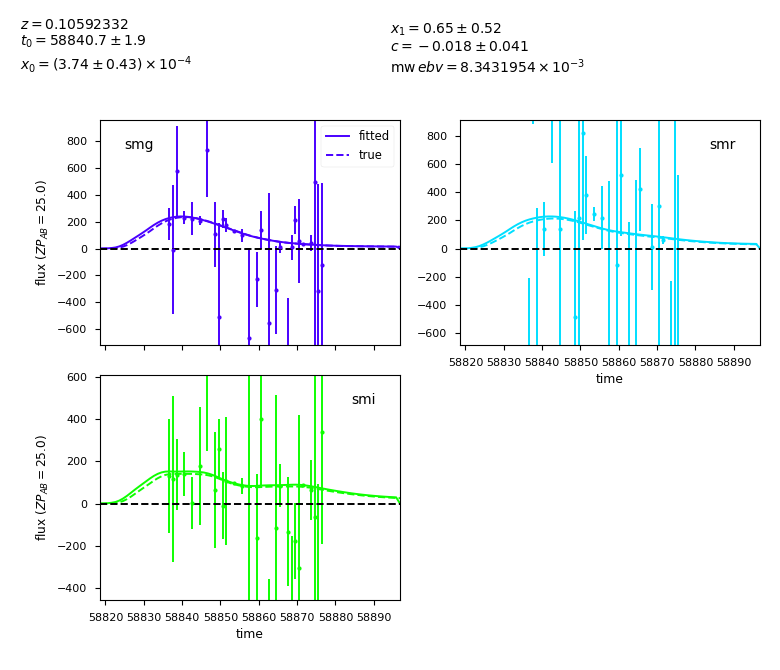 z = 0.10592332
t₀ = 58840.7 ± 1.9
x₀ = (3.74 ± 0.43) × 10⁻⁴
x₁ = 0.65 ± 0.52
c = −0.018 ± 0.041
mw ebv = 8.3431954 × 10⁻³
smg
fitted
true
800
600
400
200
0
−200
−400
−600
flux (ZP_AB = 25.0)
smr
800
600
400
200
0
−200
−400
−600
58820 58830 58840 58850 58860 58870 58880 58890
time
smi
600
400
200
0
−200
−400
flux (ZP_AB = 25.0)
58820 58830 58840 58850 58860 58870 58880 58890
time